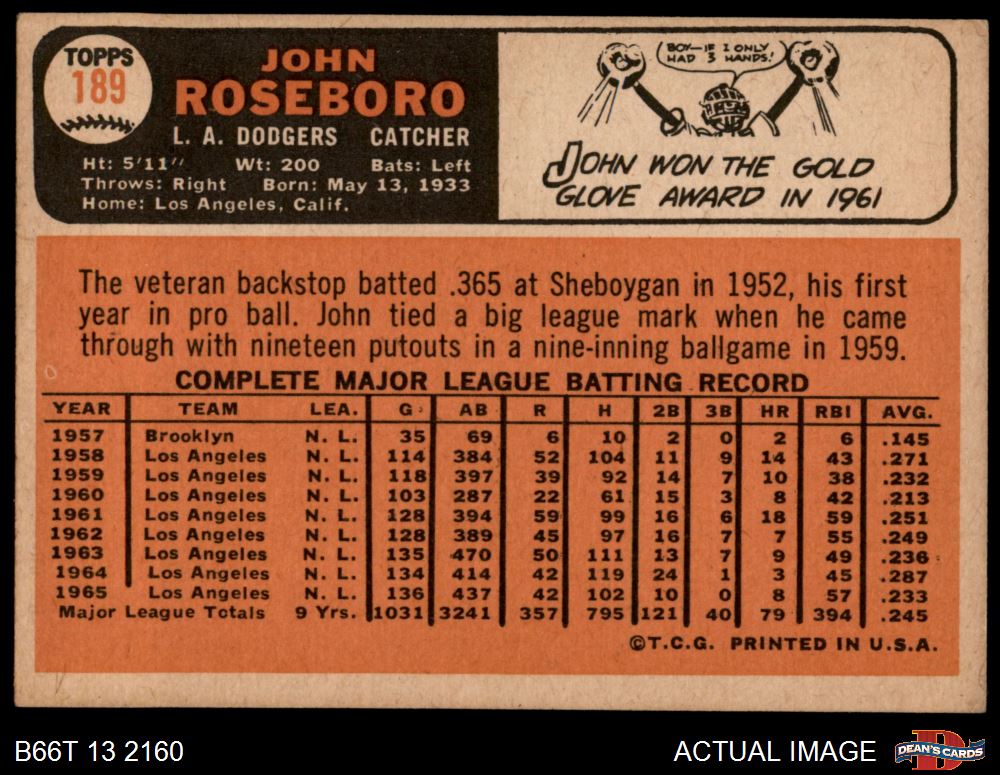 TOPPS
189
JOHN
ROSEBORO
L. A. DODGERS CATCHER
Ht: 5'11" Wt: 200 Bats: Left
Throws: Right Born: May 13, 1933
Home: Los Angeles, Calif.
BOY—IF I ONLY
HAD 3 HANDS!
JOHN WON THE GOLD
GLOVE AWARD IN 1961
The veteran backstop batted .365 at Sheboygan in 1952, his first
year in pro ball. John tied a big league mark when he came
through with nineteen putouts in a nine-inning ballgame in 1959.
COMPLETE MAJOR LEAGUE BATTING RECORD
YEAR TEAM LEA. G AB R H 2B 3B HR RBI AVG.
1957 Brooklyn N. L. 35 69 6 10 2 0 2 6 .145
1958 Los Angeles N. L. 114 384 52 104 11 9 14 43 .271
1959 Los Angeles N. L. 118 397 39 92 14 7 10 38 .232
1960 Los Angeles N. L. 103 287 22 61 15 3 8 42 .213
1961 Los Angeles N. L. 128 394 59 99 16 6 18 59 .251
1962 Los Angeles N. L. 128 389 45 97 16 7 7 55 .249
1963 Los Angeles N. L. 135 470 50 111 13 7 9 49 .236
1964 Los Angeles N. L. 134 414 42 119 24 1 3 45 .287
1965 Los Angeles N. L. 136 437 42 102 10 0 8 57 .233
Major League Totals 9 Yrs. 1031 3241 357 795 121 40 79 394 .245
©T.C.G. PRINTED IN U.S.A.
B66T 13 2160
ACTUAL IMAGE
DEAN'S CARDS